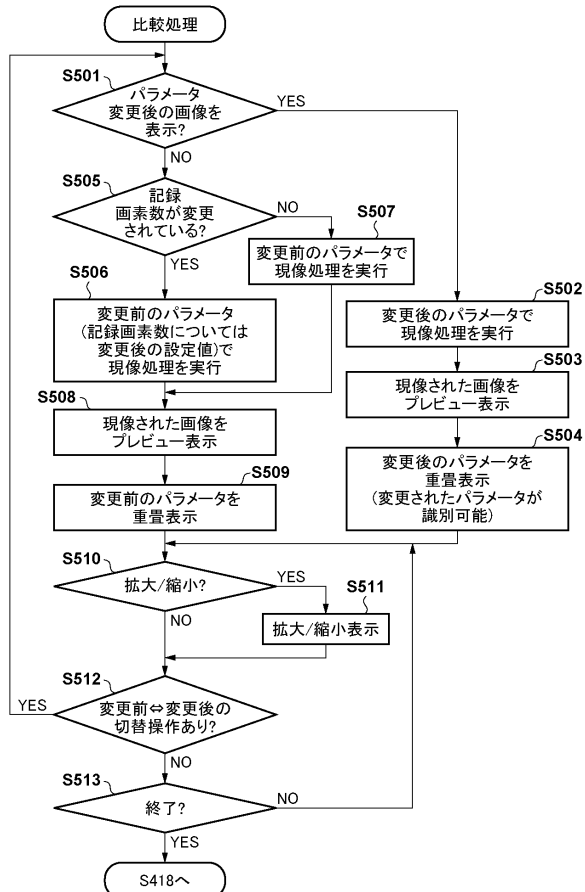 比較処理
S501
パラメータ
変更後の画像を
表示?
YES
NO
S505
記録
画素数が変更
されている?
NO
YES
S507
変更前のパラメータで
現像処理を実行
S506
変更前のパラメータ
(記録画素数については
変更後の設定値)で
現像処理を実行
S502
変更後のパラメータで
現像処理を実行
S503
現像された画像を
プレビュー表示
S508
現像された画像を
プレビュー表示
S504
変更後のパラメータを
重畳表示
(変更されたパラメータが
識別可能)
S509
変更前のパラメータを
重畳表示
S510
拡大/縮小?
YES
NO
S511
拡大/縮小表示
S512
変更前⇔変更後の
切替操作あり?
YES
NO
S513
終了?
NO
YES
S418へ